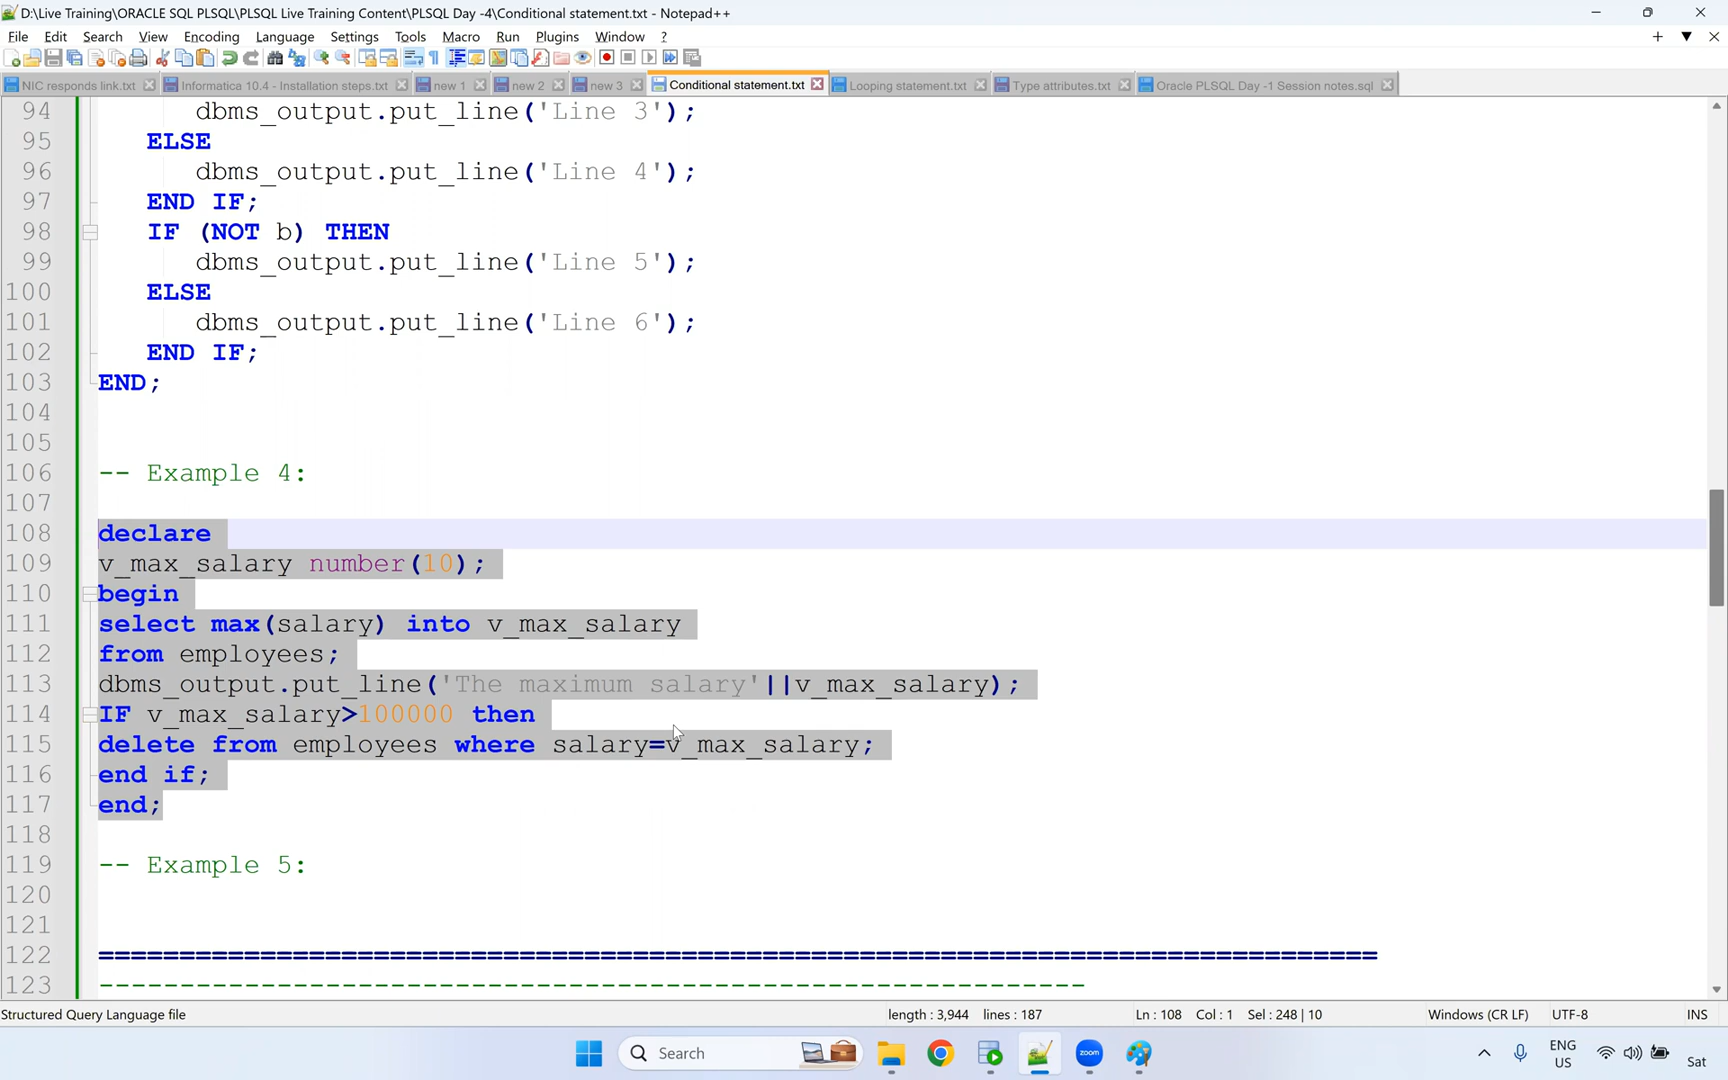 D:\Live Training\ORACLE SQL PLSQL\PLSQL Live Training Content\PLSQL Day -4\Conditional statement.txt - Notepad++
File Edit Search View Encoding Language Settings Tools Macro Run Plugins Window ?
NIC responds link.txt Informatica 10.4 - Installation steps.txt new 1 new 2 new 3 Conditional statement.txt Looping statement.txt Type attributes.txt Oracle PLSQL Day -1 Session notes.sql
94 dbms_output.put_line('Line 3');
95 ELSE
96 dbms_output.put_line('Line 4');
97 END IF;
98 IF (NOT b) THEN
99 dbms_output.put_line('Line 5');
100 ELSE
101 dbms_output.put_line('Line 6');
102 END IF;
103 END;
104
105
106 -- Example 4:
107
108 declare
109 v_max_salary number(10);
110 begin
111 select max(salary) into v_max_salary
112 from employees;
113 dbms_output.put_line('The maximum salary'||v_max_salary);
114 IF v_max_salary>100000 then
115 delete from employees where salary=v_max_salary;
116 end if;
117 end;
118
119 -- Example 5:
120
121
122 ===============================================================================
123 -------------------------------------------------------------
Structured Query Language file length : 3,944 lines : 187 Ln : 108 Col : 1 Sel : 248 | 10 Windows (CR LF) UTF-8 INS
Search zoom ENG US Sat